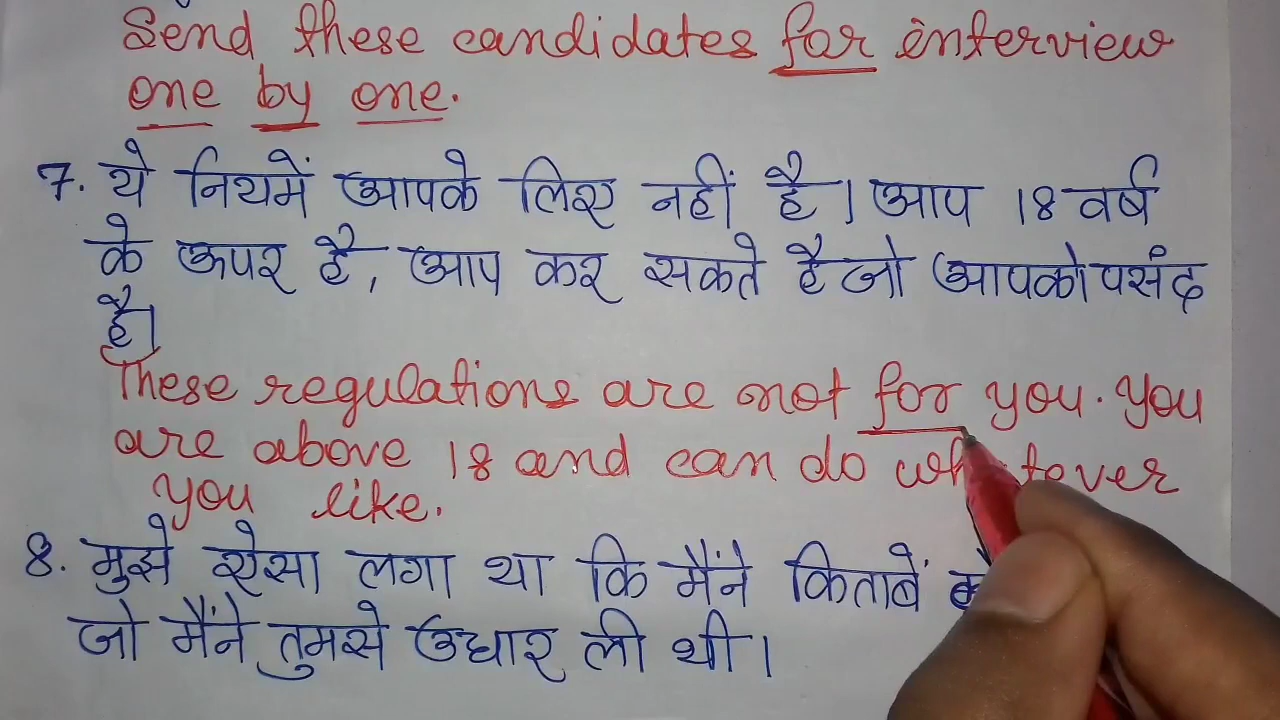 Send these candidates for interview
one by one.
7. ये नियमें आपके लिए नहीं है। आप 18 वर्ष
के ऊपर है, आप कर सकते है जो आपको पसंद
है।
These regulations are not for you. You
are above 18 and can do
you like.
8. मुझे ऐसा लगा था कि मैंने किताबें
जो मैंने तुमसे उधार ली थी।